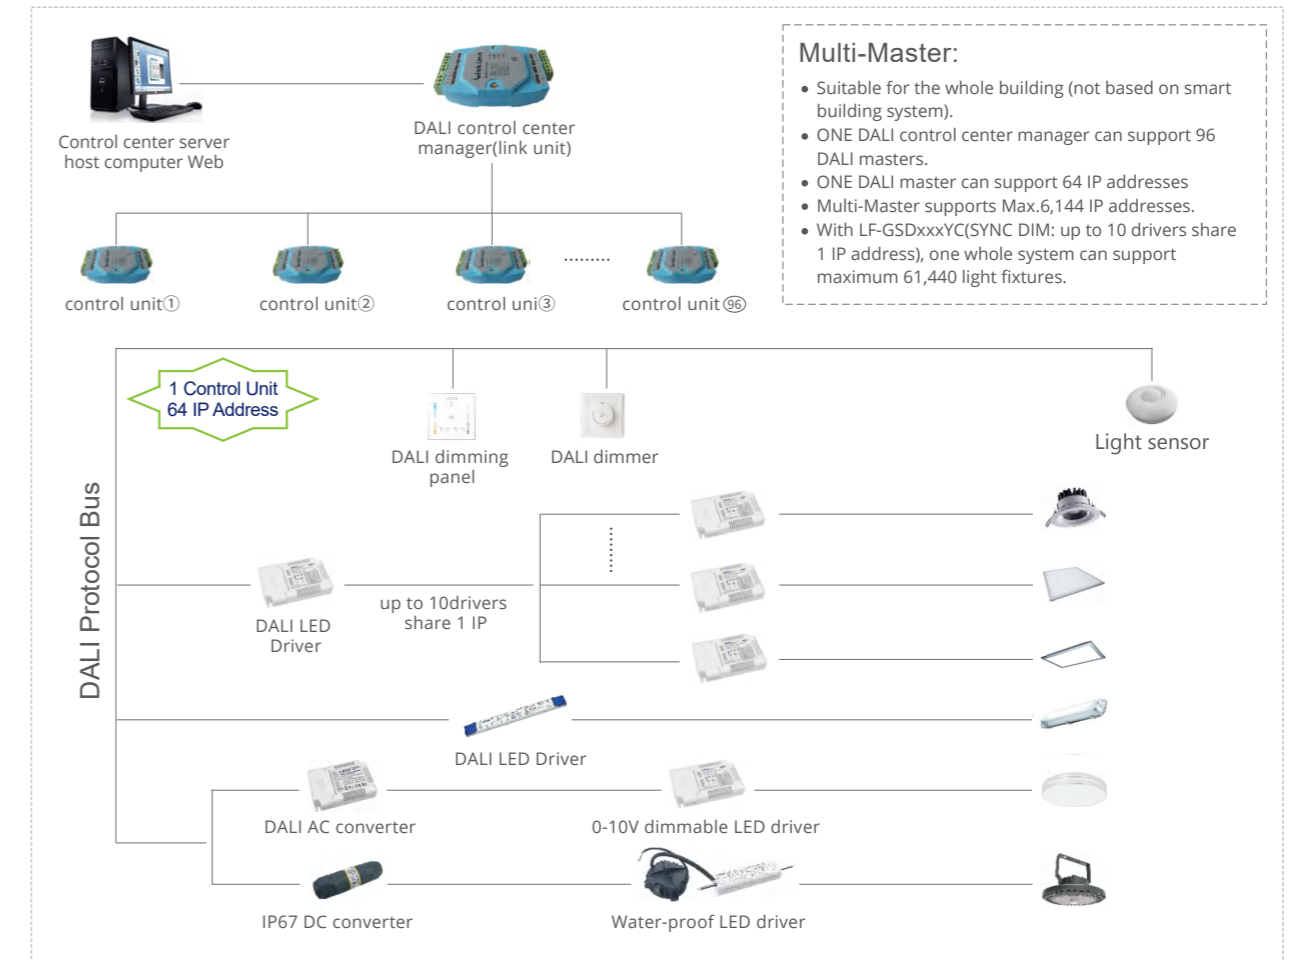 Control center server
host computer Web
DALI control center
manager(link unit)
Multi-Master:
• Suitable for the whole building (not based on smart
building system).
• ONE DALI control center manager can support 96
DALI masters.
• ONE DALI master can support 64 IP addresses
• Multi-Master supports Max.6,144 IP addresses.
• With LF-GSDxxxYC(SYNC DIM: up to 10 drivers share
1 IP address), one whole system can support
maximum 61,440 light fixtures.
control unit①
control unit②
control uni③
control unit㊾
1 Control Unit
64 IP Address
DALI dimming
panel
DALI dimmer
Light sensor
DALI Protocol Bus
DALI LED
Driver
up to 10drivers
share 1 IP
DALI LED Driver
DALI AC converter
0-10V dimmable LED driver
IP67 DC converter
Water-proof LED driver